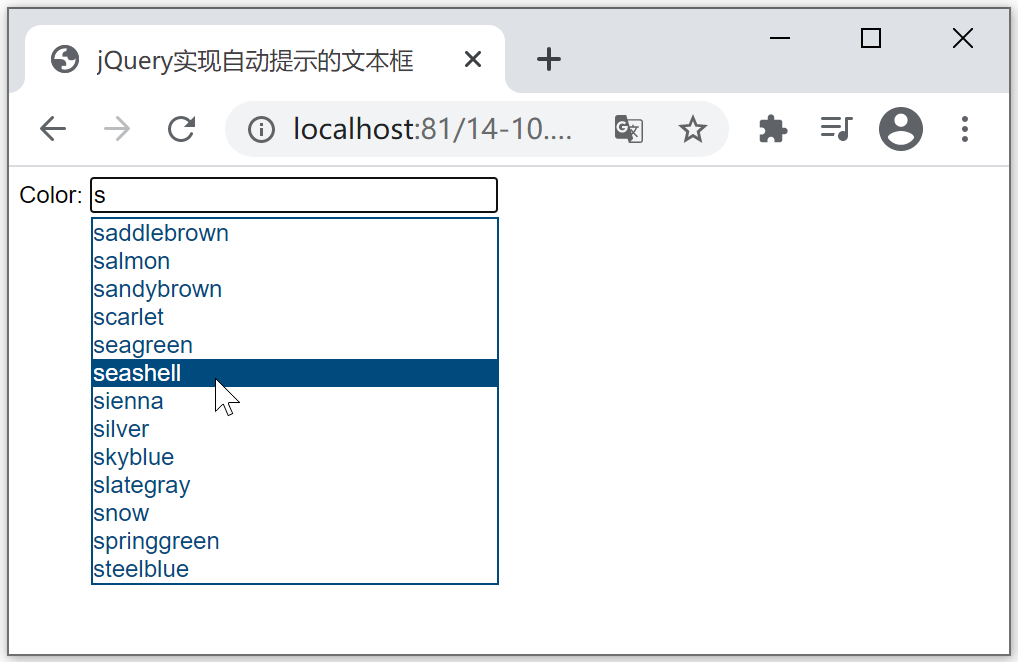 jQuery实现自动提示的文本框
localhost:81/14-10....
Color: s
saddlebrown
salmon
sandybrown
scarlet
seagreen
seashell
sienna
silver
skyblue
slategray
snow
springgreen
steelblue